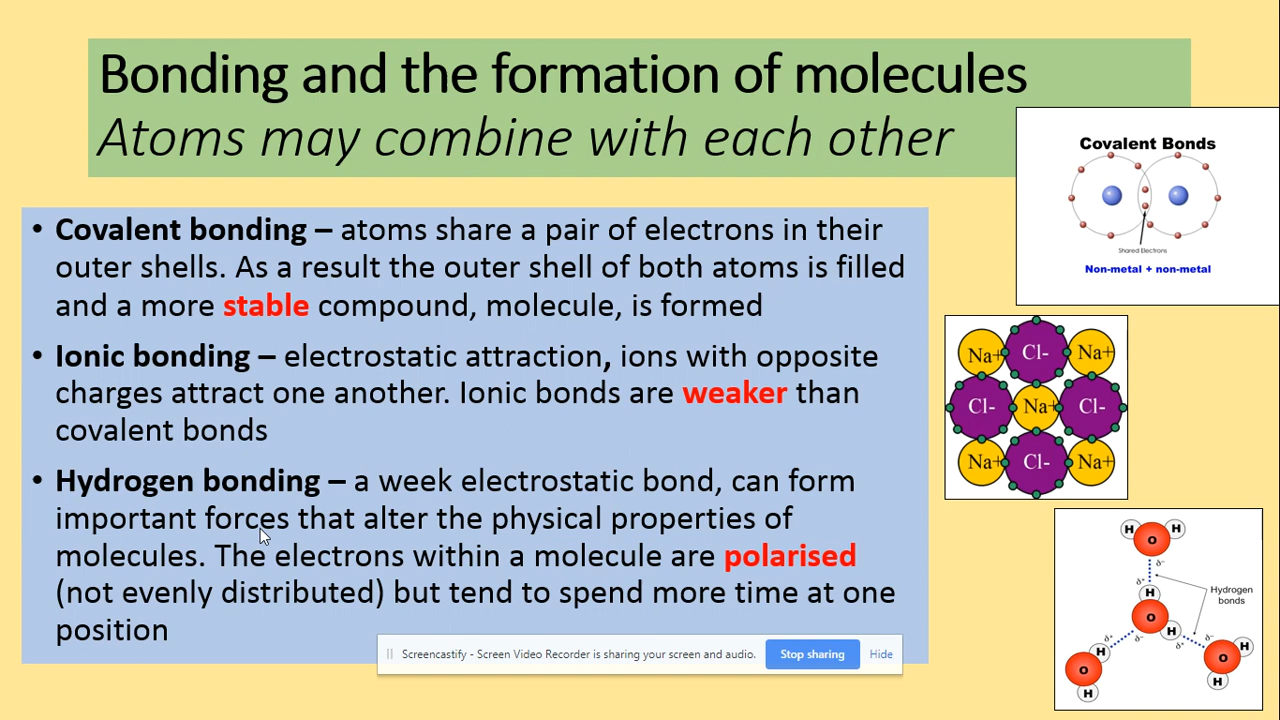 Bonding and the formation of molecules
Atoms may combine with each other
• Covalent bonding – atoms share a pair of electrons in their
outer shells. As a result the outer shell of both atoms is filled
and a more stable compound, molecule, is formed
• Ionic bonding – electrostatic attraction, ions with opposite
charges attract one another. Ionic bonds are weaker than
covalent bonds
• Hydrogen bonding – a week electrostatic bond, can form
important forces that alter the physical properties of
molecules. The electrons within a molecule are polarised
(not evenly distributed) but tend to spend more time at one
position
Covalent Bonds
Shared Electrons
Non-metal + non-metal
Na+ Cl- Na+
Cl- Na+ Cl-
Na+ Cl- Na+
H O H
δ-
Hydrogen
bonds
δ+
H
O
H
δ+ δ- δ+ δ-
H H
O O
H H
Screencastify - Screen Video Recorder is sharing your screen and audio.
Stop sharing
Hide